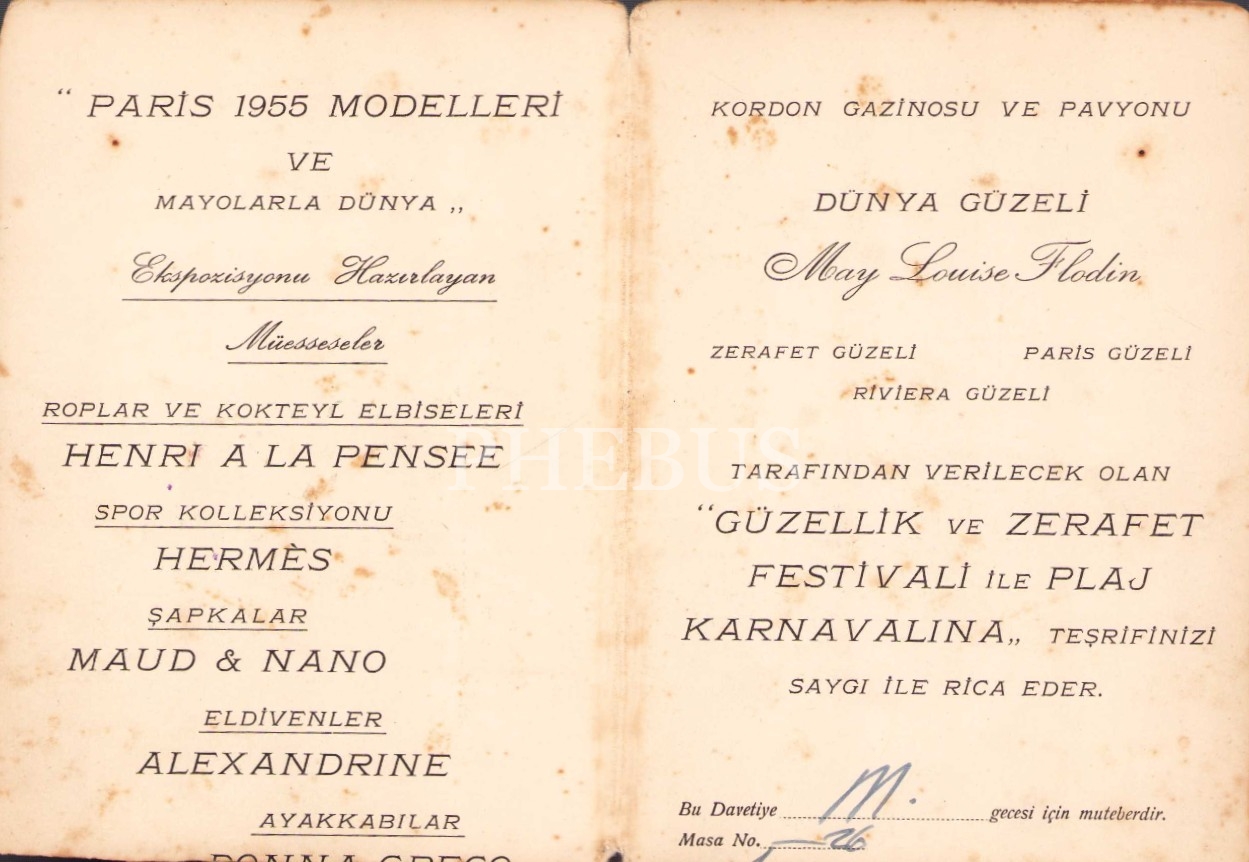 “ PARİS 1955 MODELLERİ
VE
MAYOLARLA DÜNYA „
Ekspozisyonu Hazırlayan
Müesseseler
ROPLAR VE KOKTEYL ELBİSELERİ
HENRI A LA PENSEE
SPOR KOLLEKSİYONU
HERMÈS
ŞAPKALAR
MAUD & NANO
ELDİVENLER
ALEXANDRINE
AYAKKABILAR
KORDON GAZİNOSU VE PAVYONU
DÜNYA GÜZELİ
May Louise Flodin
ZERAFET GÜZELİ PARİS GÜZELİ
RİVİERA GÜZELİ
TARAFINDAN VERİLECEK OLAN
“GÜZELLİK VE ZERAFET
FESTİVALİ İLE PLAJ
KARNAVALINA„ TEŞRİFİNİZİ
SAYGI İLE RİCA EDER.
Bu Davetiye M. gecesi için muteberdir.
Masa No. 26
PHEBUS